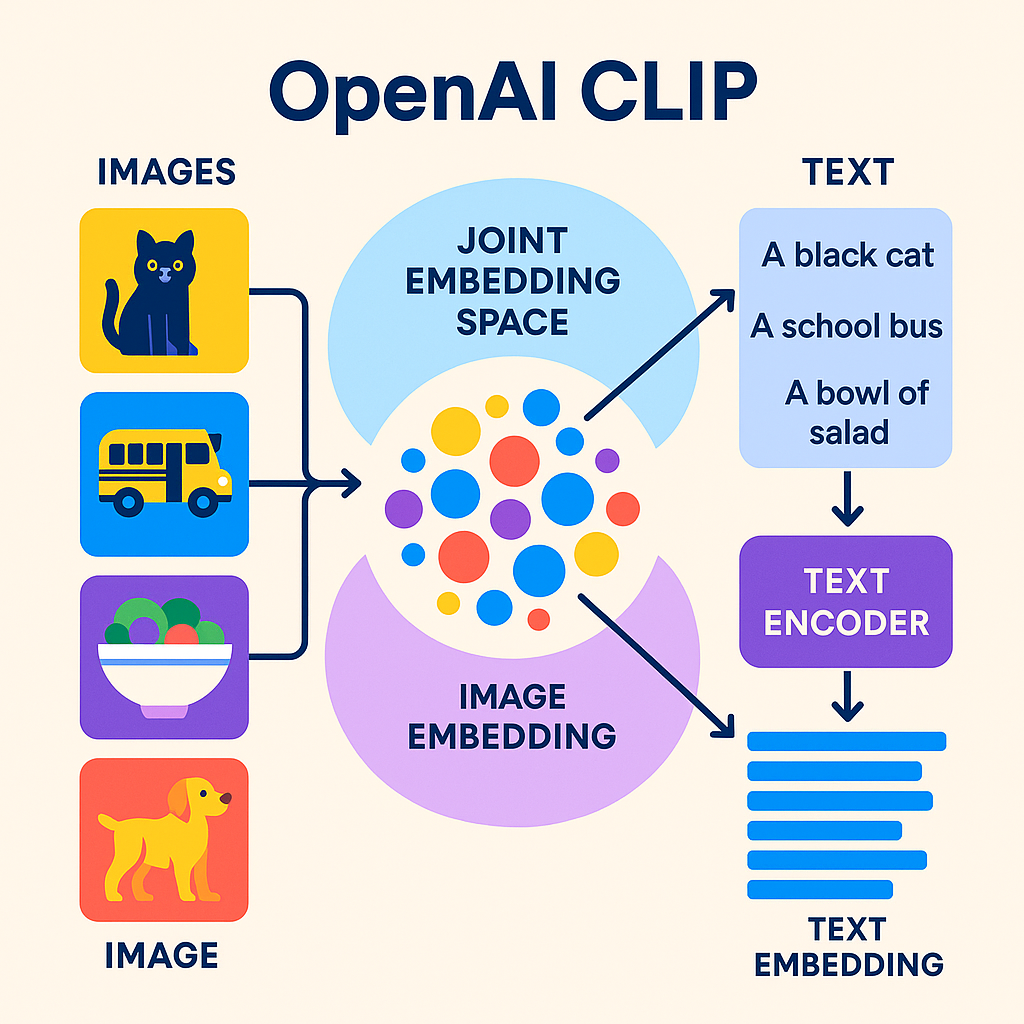 OpenAI CLIP
IMAGES
JOINT
EMBEDDING
SPACE
IMAGE
EMBEDDING
IMAGE
TEXT
A black cat
A school bus
A bowl of
salad
TEXT
ENCODER
TEXT
EMBEDDING